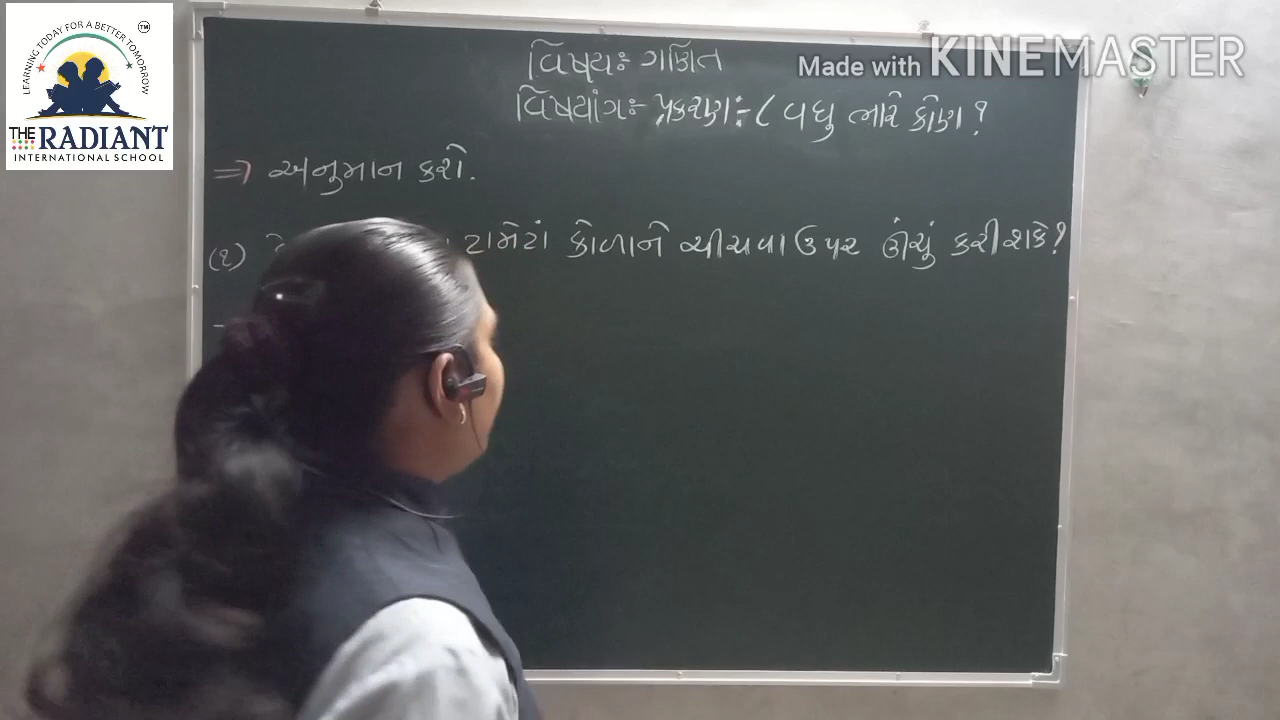 LEARNING TODAY FOR A BETTER TOMORROW
TM
THE RADIANT
INTERNATIONAL SCHOOL
Made with KINEMASTER
વિષય:- ગણિત
વિષયાંગ:- પ્રકરણ:- ૮ વધુ ભારે કોણ ?
⇒ અનુમાન કરો.
(૧) ટામેટાં કોળાને ચીચવા ઉપર ઊંચું કરી શકે?